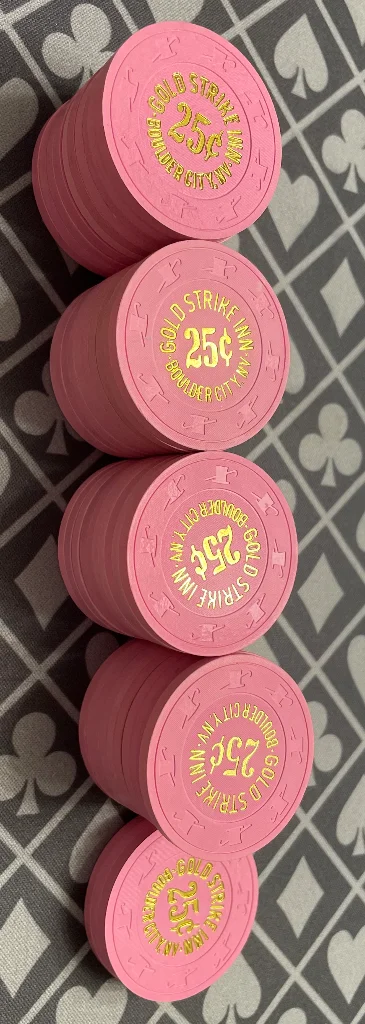 GOLD STRIKE INN
25¢
BOULDER CITY, NV
GOLD STRIKE INN
25¢
BOULDER CITY, NV
GOLD STRIKE INN
25¢
BOULDER CITY, NV
GOLD STRIKE INN
25¢
BOULDER CITY, NV
GOLD STRIKE INN
25¢
BOULDER CITY, NV